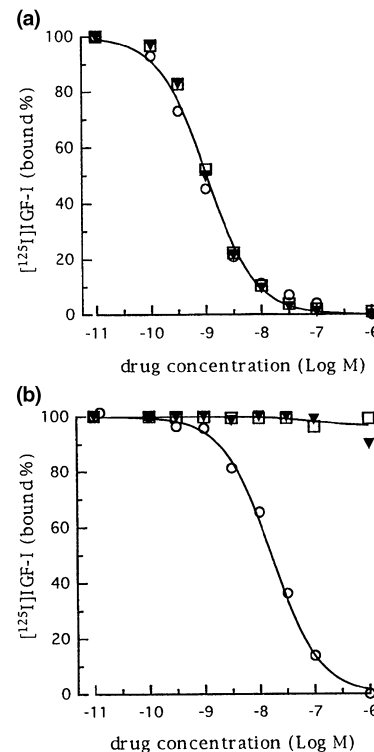 (a)
100
80
60
40
20
0
[¹²⁵I]IGF-I (bound %)
-11 -10 -9 -8 -7 -6
drug concentration (Log M)
(b)
100
80
60
40
20
0
[¹²⁵I]IGF-I (bound %)
-11 -10 -9 -8 -7 -6
drug concentration (Log M)